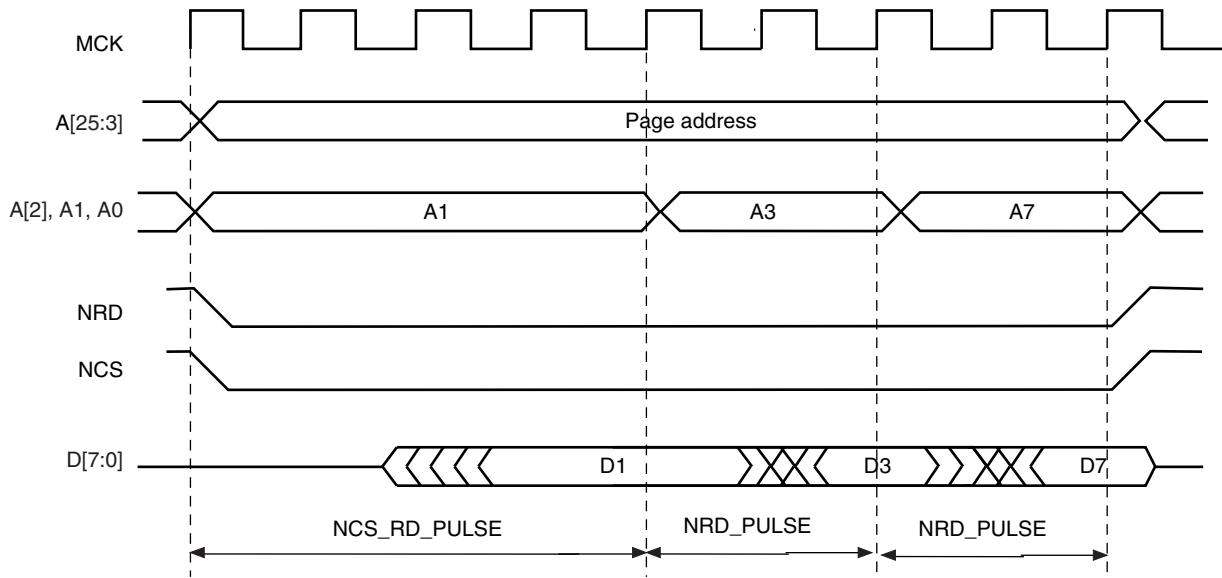 MCK
A[25:3]
Page address
A[2], A1, A0
A1
A3
A7
NRD
NCS
D[7:0]
D1
D3
D7
NCS_RD_PULSE
NRD_PULSE
NRD_PULSE